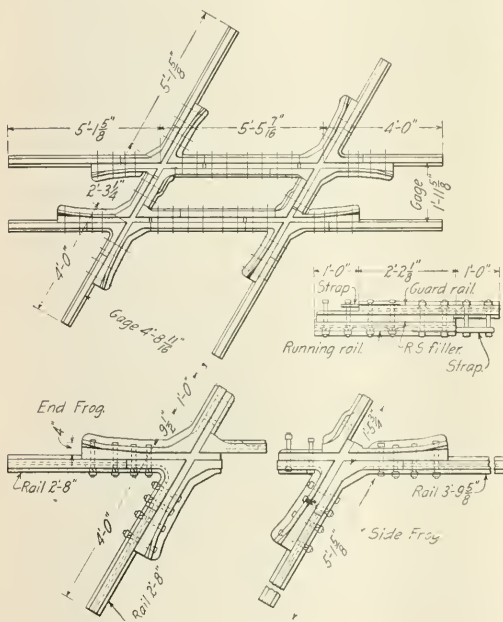 5'-1 5/8"
5'-1 5/8"
5'-5 7/16"
4'-0"
2'-3 1/4"
Gage
1'-11 5/8"
4'-0"
Gage 4'-8 11/16"
1'-0"
2'-2 1/8"
1'-0"
Strap
Guard rail.
Running rail.
R.S filler.
Strap.
End Frog.
"A"
9 1/2" = 1'-0"
Rail 2'-8"
4'-0"
Rail 2'-8"
1'-5 3/4"
Rail 3'-9 5/8"
5'-1 5/8"
Side Frog